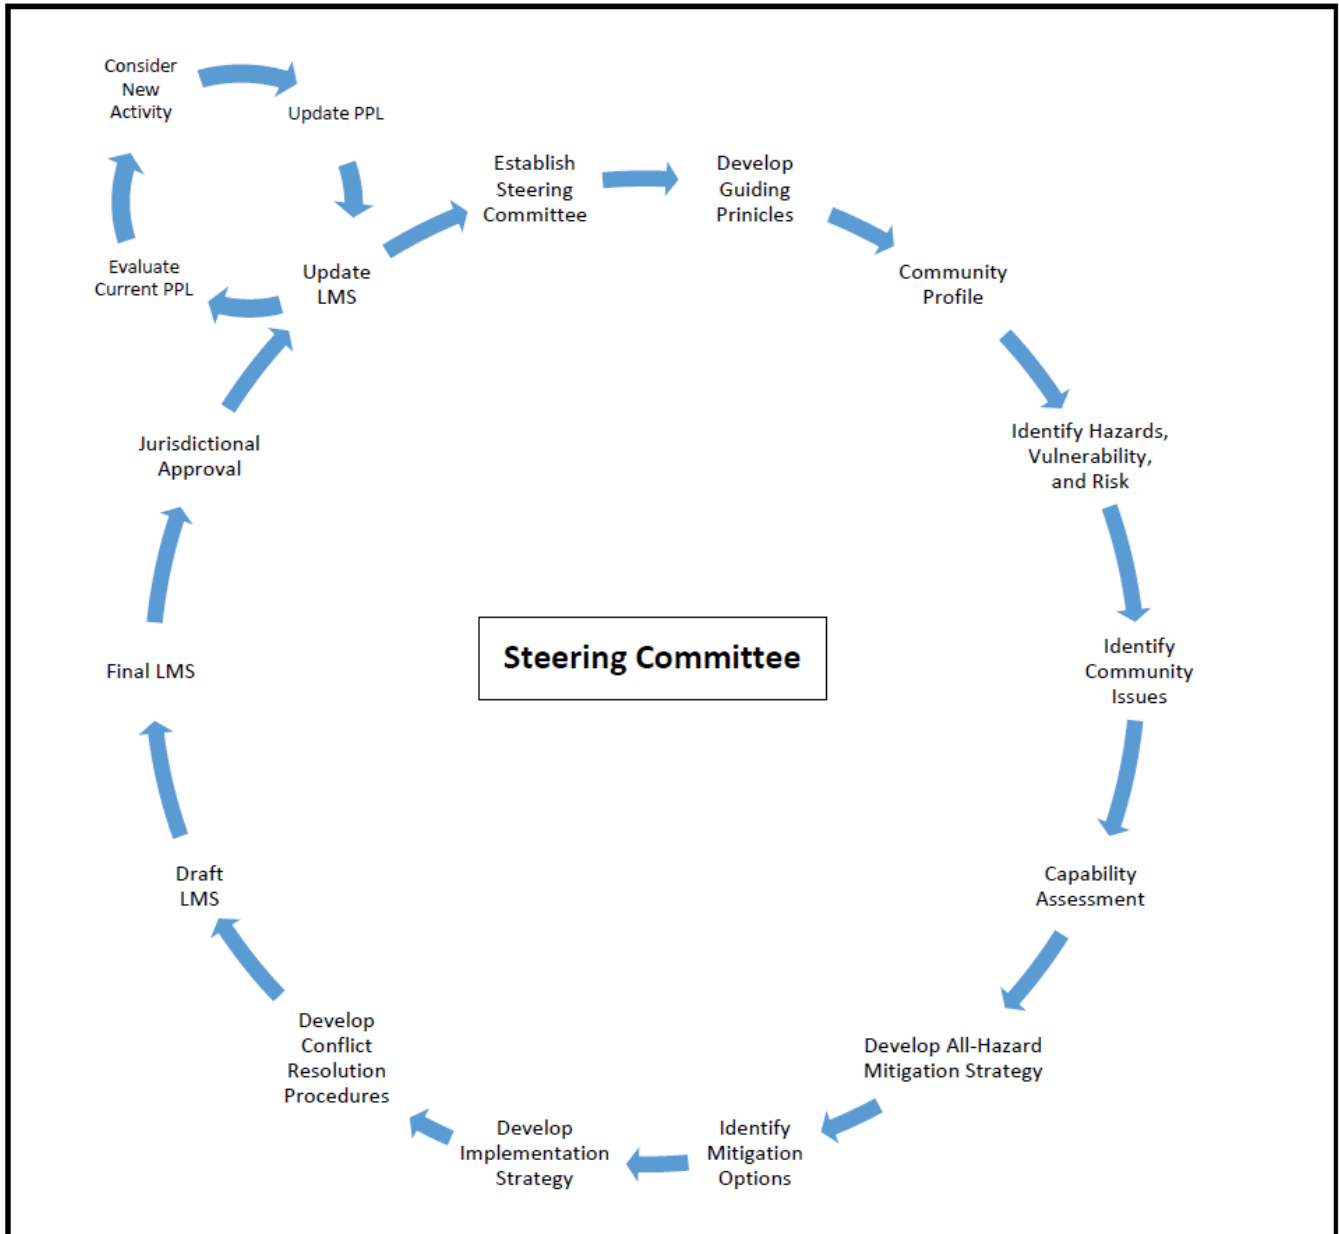 Consider
New
Activity
Update PPL
Establish
Steering
Committee
Develop
Guiding
Prinicles
Evaluate
Current PPL
Update
LMS
Community
Profile
Identify Hazards,
Vulnerability,
and Risk
Jurisdictional
Approval
Steering Committee
Identify
Community
Issues
Final LMS
Capability
Assessment
Draft
LMS
Develop All-Hazard
Mitigation Strategy
Develop
Conflict
Resolution
Procedures
Identify
Mitigation
Options
Develop
Implementation
Strategy